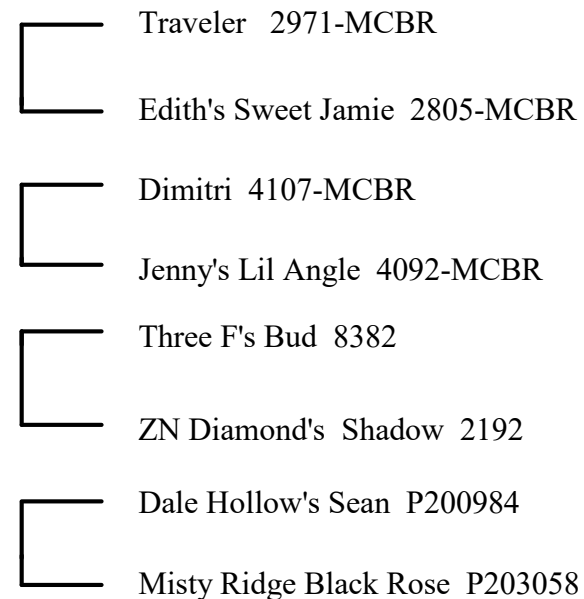 Traveler 2971-MCBR
Edith's Sweet Jamie 2805-MCBR
Dimitri 4107-MCBR
Jenny's Lil Angle 4092-MCBR
Three F's Bud 8382
ZN Diamond's Shadow 2192
Dale Hollow's Sean P200984
Misty Ridge Black Rose P203058